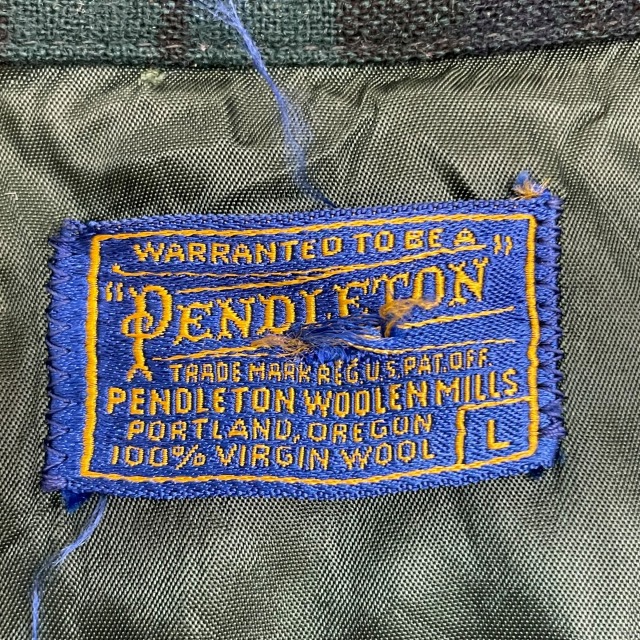 WARRANTED TO BE A
"PENDLETON"
TRADE MARK REG. U.S. PAT. OFF.
PENDLETON WOOLEN MILLS
PORTLAND, OREGON
100% VIRGIN WOOL
L